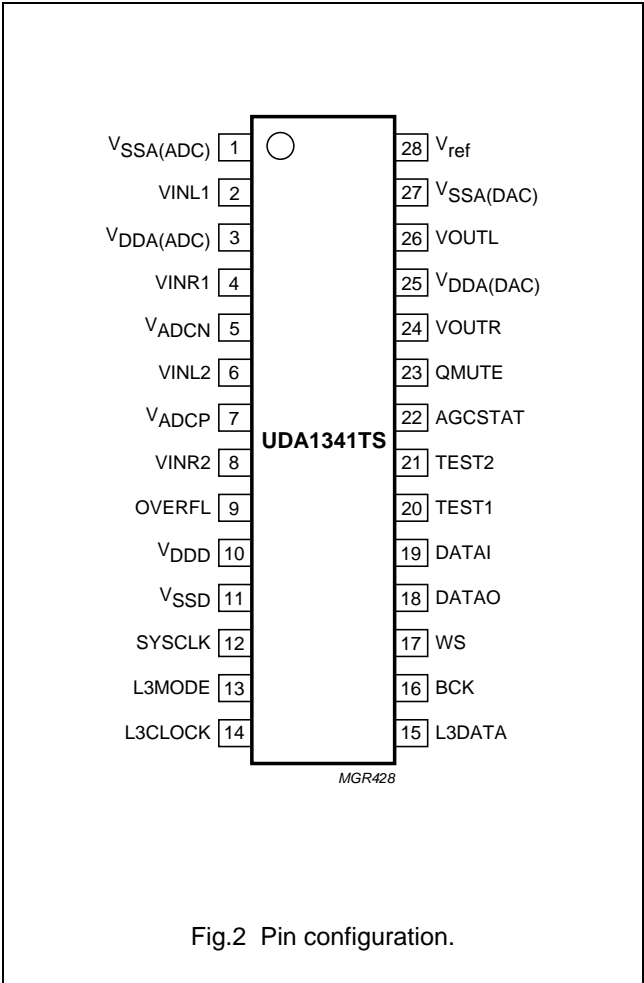 VSSA(ADC) 1
VINL1 2
VDDA(ADC) 3
VINR1 4
VADCN 5
VINL2 6
VADCP 7
VINR2 8
OVERFL 9
VDDD 10
VSSD 11
SYSCLK 12
L3MODE 13
L3CLOCK 14
UDA1341TS
28 Vref
27 VSSA(DAC)
26 VOUTL
25 VDDA(DAC)
24 VOUTR
23 QMUTE
22 AGCSTAT
21 TEST2
20 TEST1
19 DATAI
18 DATAO
17 WS
16 BCK
15 L3DATA
MGR428
Fig.2 Pin configuration.